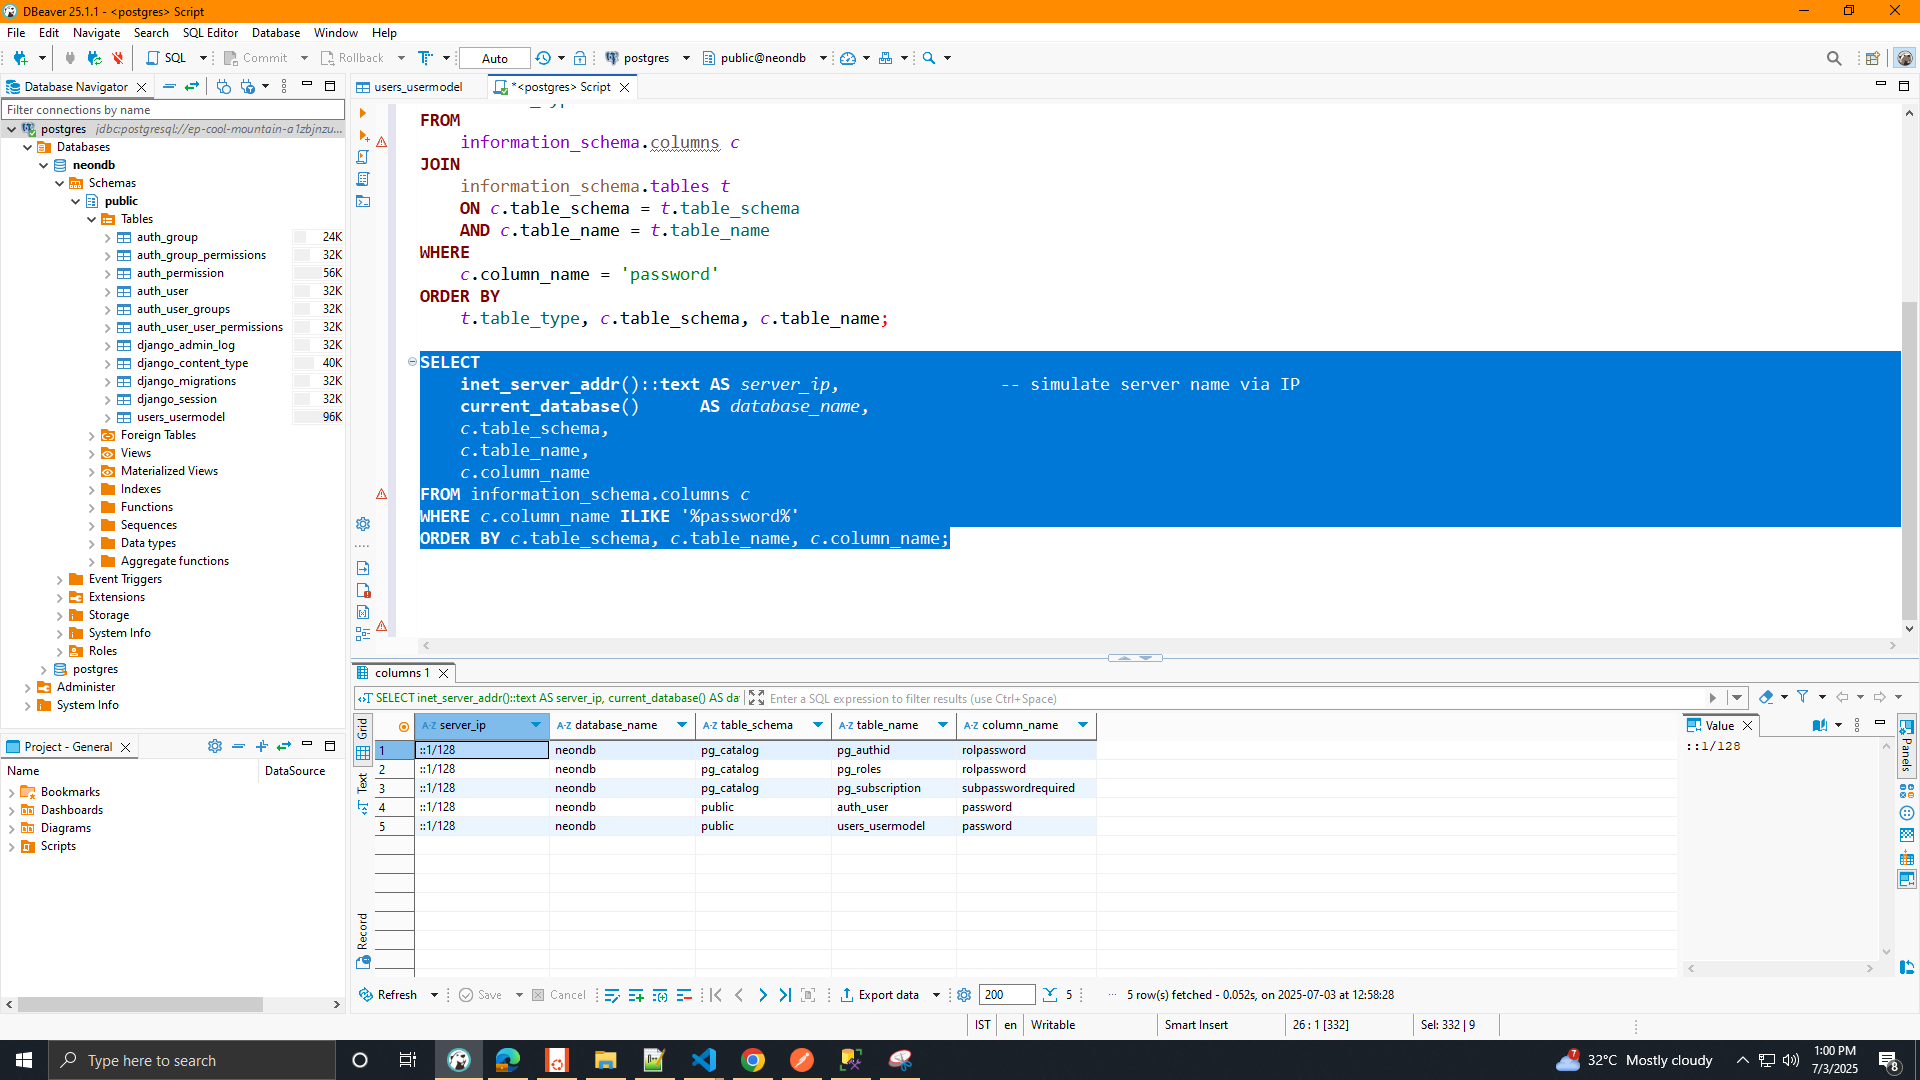 DBeaver 25.1.1 - <postgres> Script
File Edit Navigate Search SQL Editor Database Window Help
SQL Commit Rollback Auto postgres public@neondb
Database Navigator
Filter connections by name
postgres jdbc:postgresql://ep-cool-mountain-a1zbjnzu...
Databases
neondb
Schemas
public
Tables
auth_group 24K
auth_group_permissions 32K
auth_permission 56K
auth_user 32K
auth_user_groups 32K
auth_user_user_permissions 32K
django_admin_log 32K
django_content_type 40K
django_migrations 32K
django_session 32K
users_usermodel 96K
Foreign Tables
Views
Materialized Views
Indexes
Functions
Sequences
Data types
Aggregate functions
Event Triggers
Extensions
Storage
System Info
Roles
postgres
Administer
System Info
Project - General
Name DataSource
Bookmarks
Dashboards
Diagrams
Scripts
users_usermodel *<postgres> Script
FROM
information_schema.columns c
JOIN
information_schema.tables t
ON c.table_schema = t.table_schema
AND c.table_name = t.table_name
WHERE
c.column_name = 'password'
ORDER BY
t.table_type, c.table_schema, c.table_name;
SELECT
inet_server_addr()::text AS server_ip, -- simulate server name via IP
current_database() AS database_name,
c.table_schema,
c.table_name,
c.column_name
FROM information_schema.columns c
WHERE c.column_name ILIKE '%password%'
ORDER BY c.table_schema, c.table_name, c.column_name;
columns 1
SELECT inet_server_addr()::text AS server_ip, current_database() AS da Enter a SQL expression to filter results (use Ctrl+Space)
Grid
Text
Record
A-Z server_ip A-Z database_name A-Z table_schema A-Z table_name A-Z column_name
1 ::1/128 neondb pg_catalog pg_authid rolpassword
2 ::1/128 neondb pg_catalog pg_roles rolpassword
3 ::1/128 neondb pg_catalog pg_subscription subpasswordrequired
4 ::1/128 neondb public auth_user password
5 ::1/128 neondb public users_usermodel password
Value
::1/128
Panels
Refresh Save Cancel Export data 200 5 5 row(s) fetched - 0.052s, on 2025-07-03 at 12:58:28
IST en Writable Smart Insert 26 : 1 [332] Sel: 332 | 9
Type here to search
7 32°C Mostly cloudy
1:00 PM
7/3/2025
8